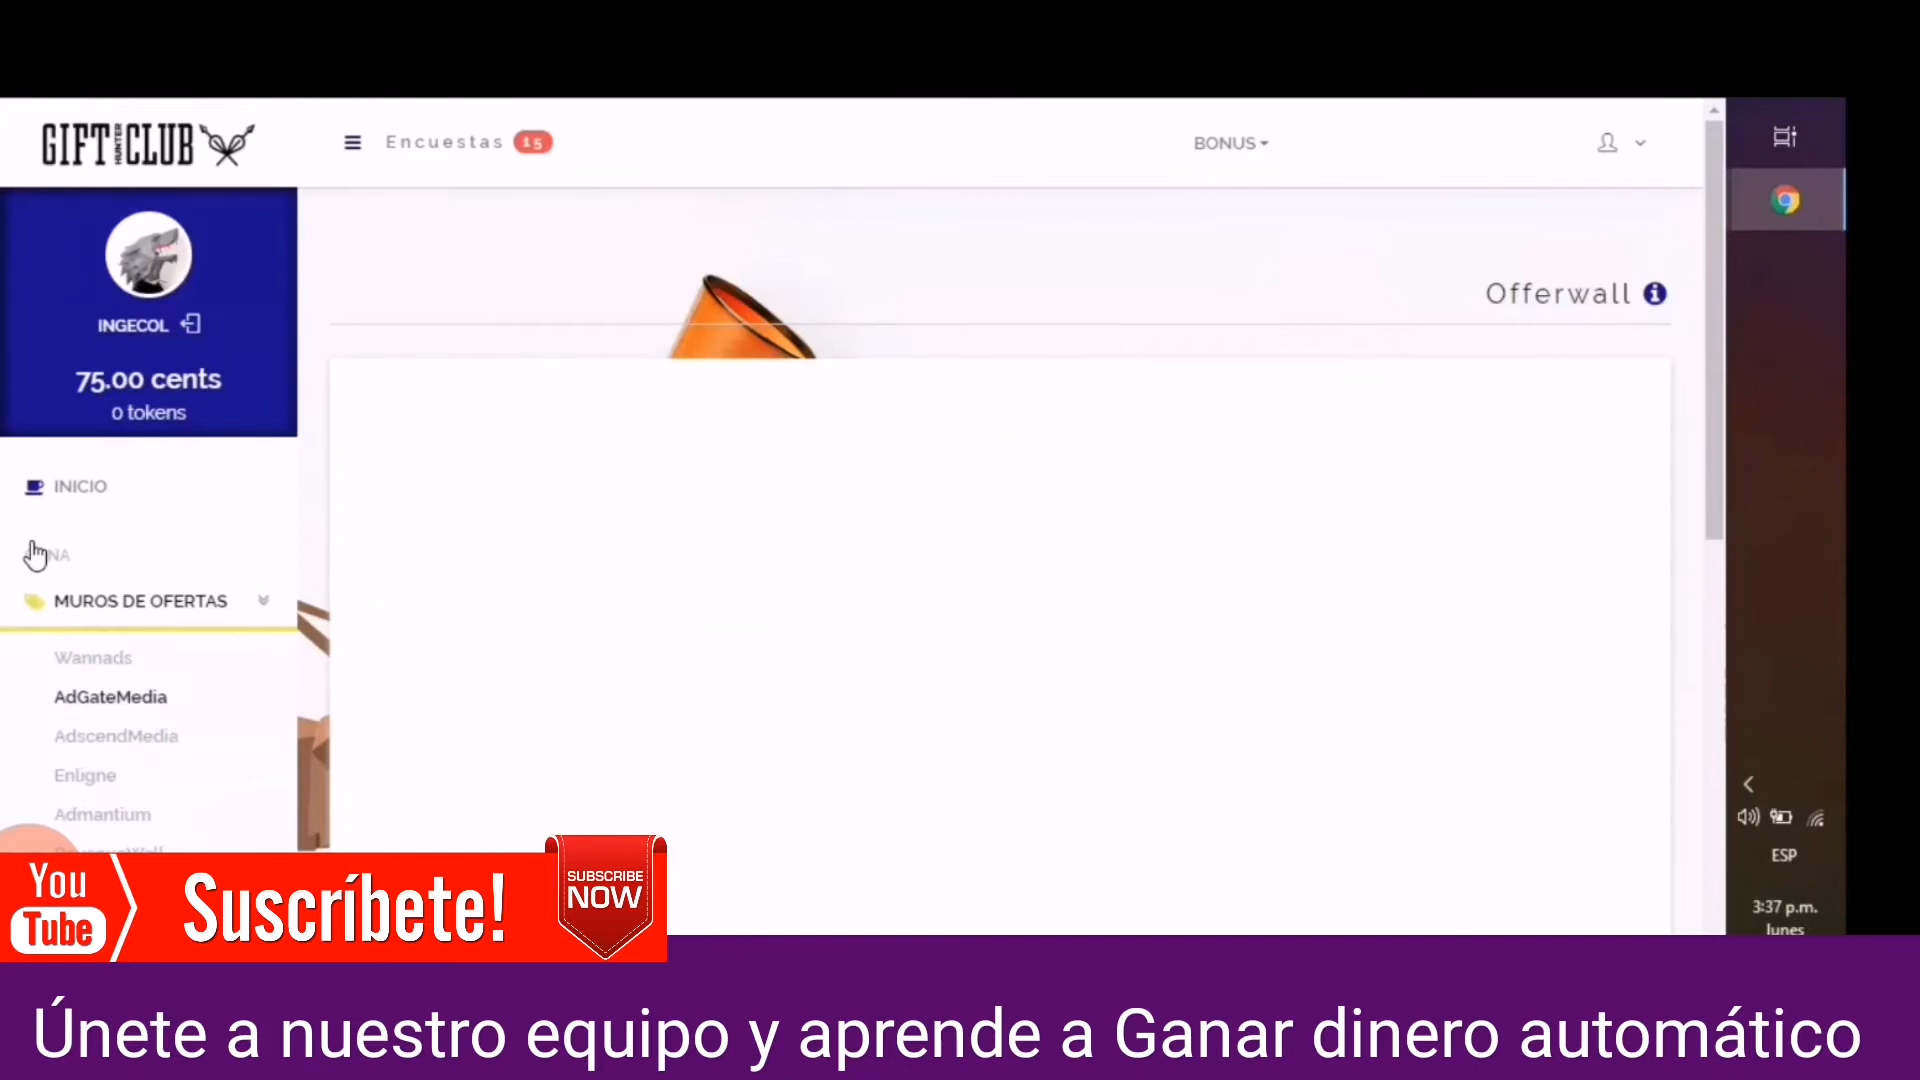 GIFT HUNTER CLUB
Encuestas 15
BONUS
INGECOL
75.00 cents
0 tokens
Offerwall
INICIO
MUROS DE OFERTAS
Wannads
AdGateMedia
AdscendMedia
Enligne
Admantium
ESP
3:37 p.m.
lunes
You
Tube
Suscríbete!
SUBSCRIBE
NOW
Únete a nuestro equipo y aprende a Ganar dinero automático